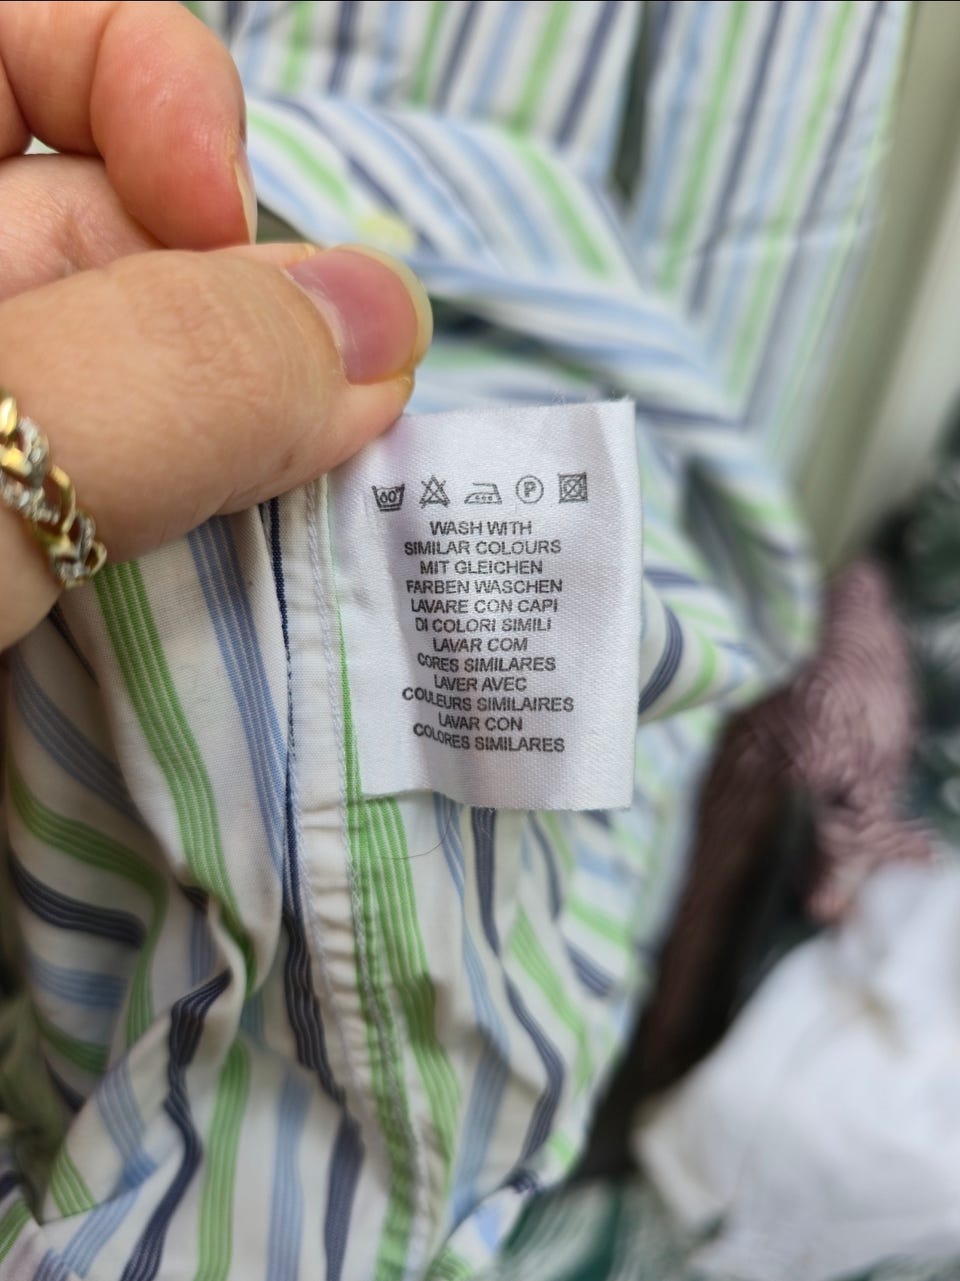 60° P
WASH WITH
SIMILAR COLOURS
MIT GLEICHEN
FARBEN WASCHEN
LAVARE CON CAPI
DI COLORI SIMILI
LAVAR COM
CORES SIMILARES
LAVER AVEC
COULEURS SIMILAIRES
LAVAR CON
COLORES SIMILARES